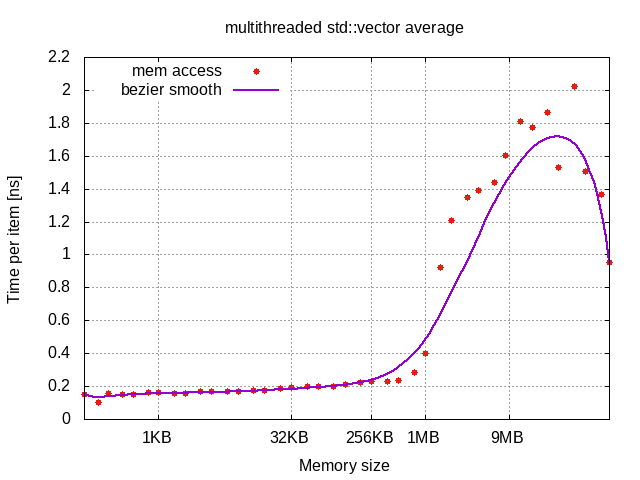 multithreaded std::vector average
mem access
bezier smooth
2.2
2
1.8
1.6
1.4
1.2
1
0.8
0.6
0.4
0.2
0
Time per item [ns]
1KB 32KB 256KB 1MB 9MB
Memory size